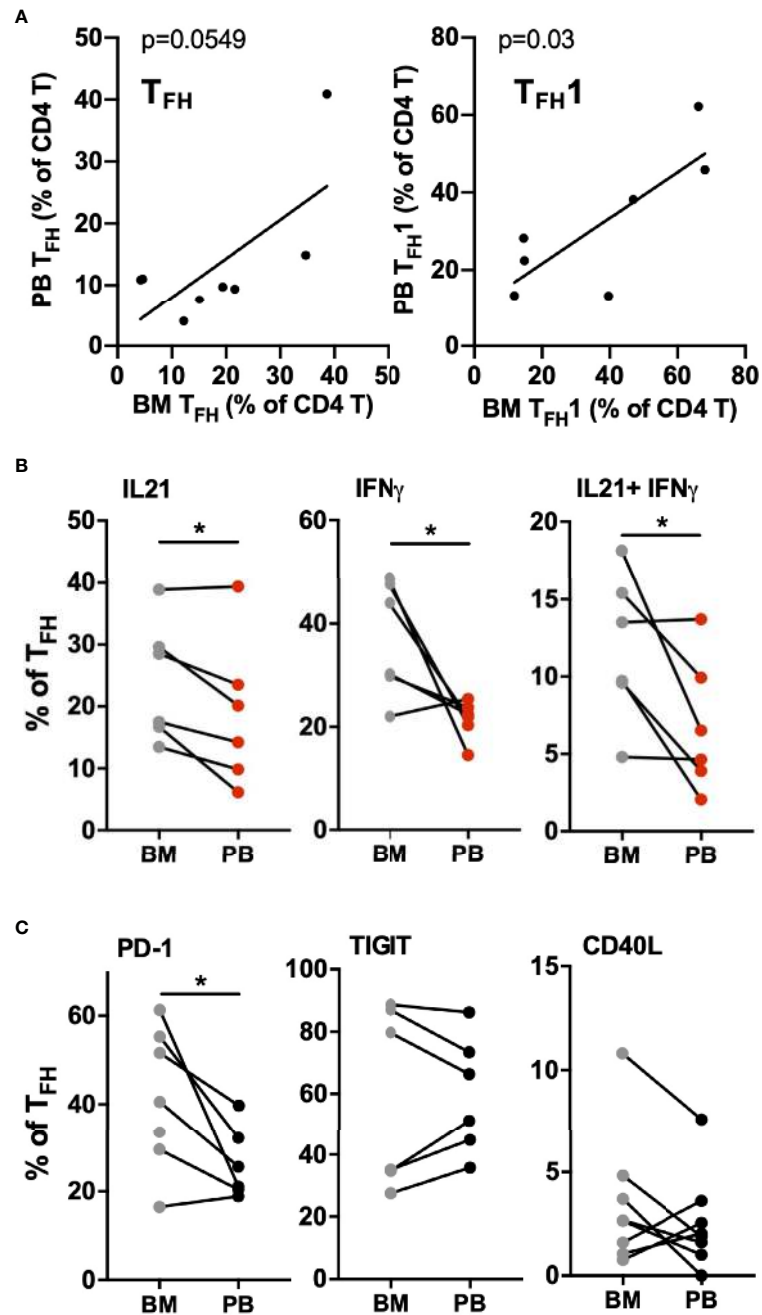 A
p=0.0549
p=0.03
TFH
TFH1
50
40
30
20
10
0
PB TFH (% of CD4 T)
0 10 20 30 40 50
BM TFH (% of CD4 T)
80
60
40
20
0
PB TFH1 (% of CD4 T)
0 20 40 60 80
BM TFH1 (% of CD4 T)
B
IL21
IFNγ
IL21+ IFNγ
% of TFH
50
40
30
20
10
0
*
BM PB
60
40
20
0
*
BM PB
20
15
10
5
0
*
BM PB
C
PD-1
TIGIT
CD40L
% of TFH
60
40
20
0
*
BM PB
100
80
60
40
20
0
BM PB
15
10
5
0
BM PB